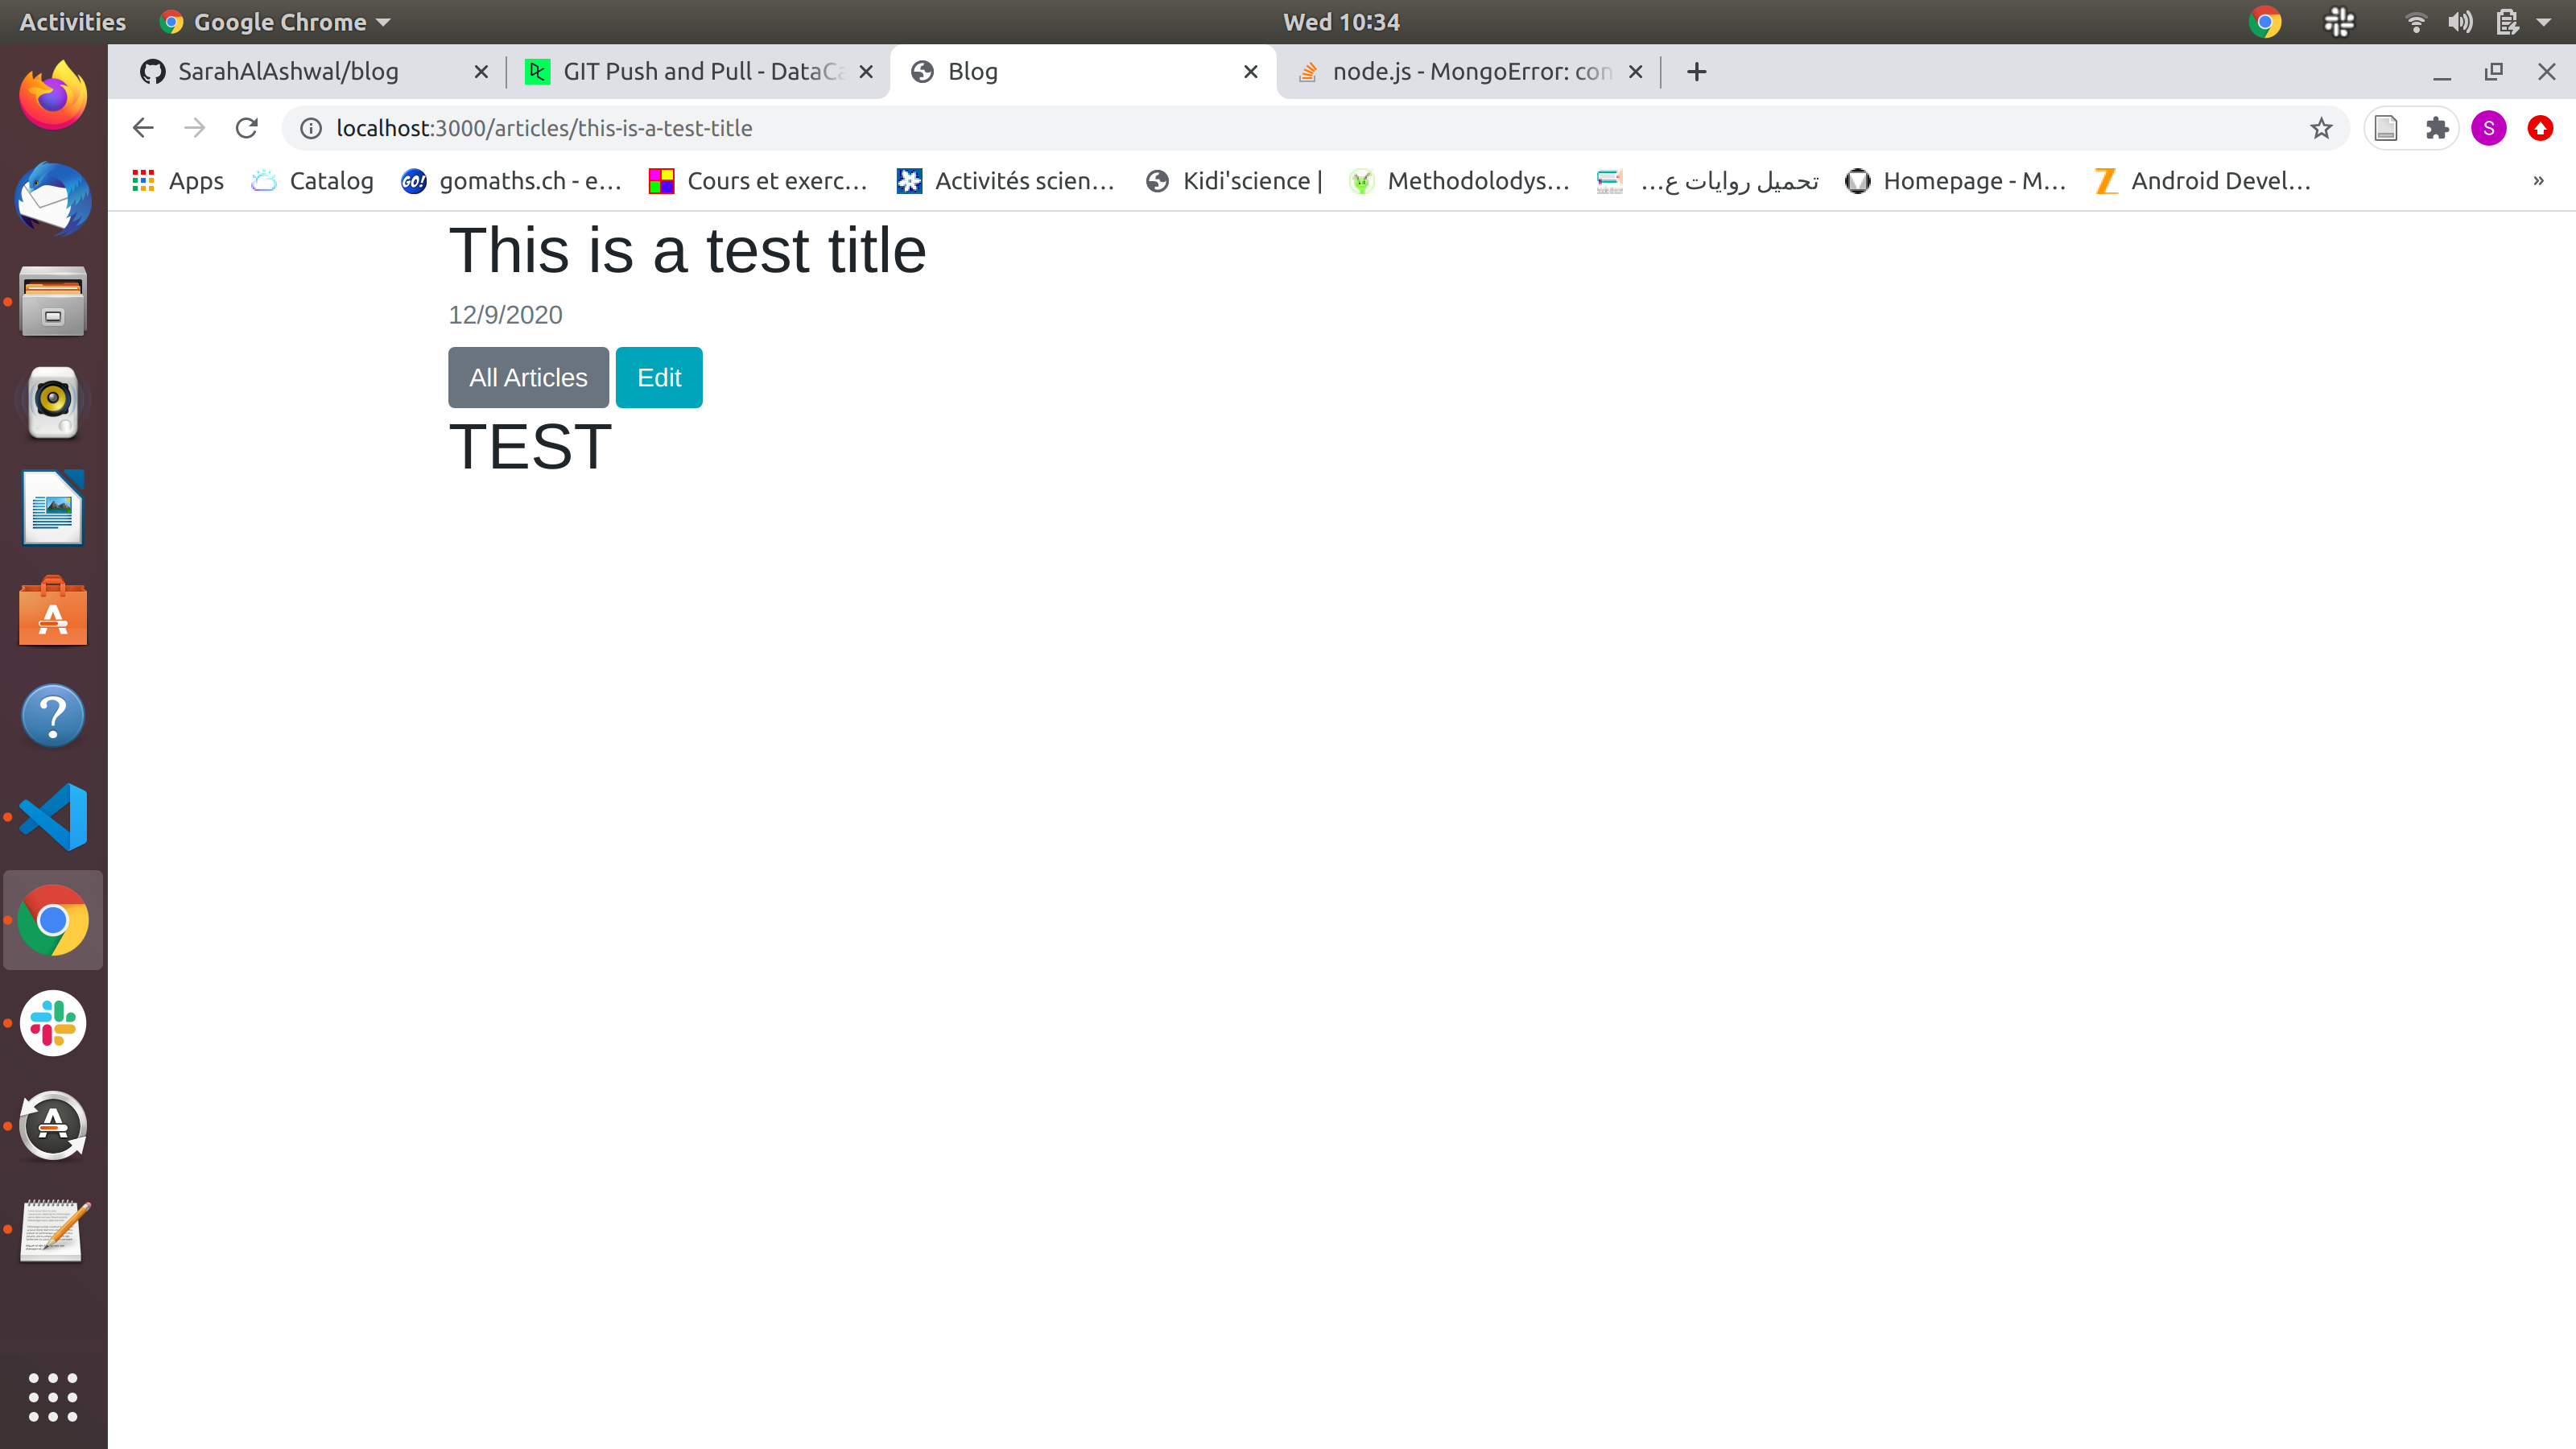 Activities Google Chrome Wed 10:34
SarahAlAshwal/blog GIT Push and Pull - DataCa Blog node.js - MongoError: con
localhost:3000/articles/this-is-a-test-title S
Apps Catalog GO! gomaths.ch - e… Cours et exerc… Activités scien… Kidi'science | Methodolodys… تحميل روايات ع… Homepage - M… Android Devel… »
This is a test title
12/9/2020
All Articles Edit
TEST